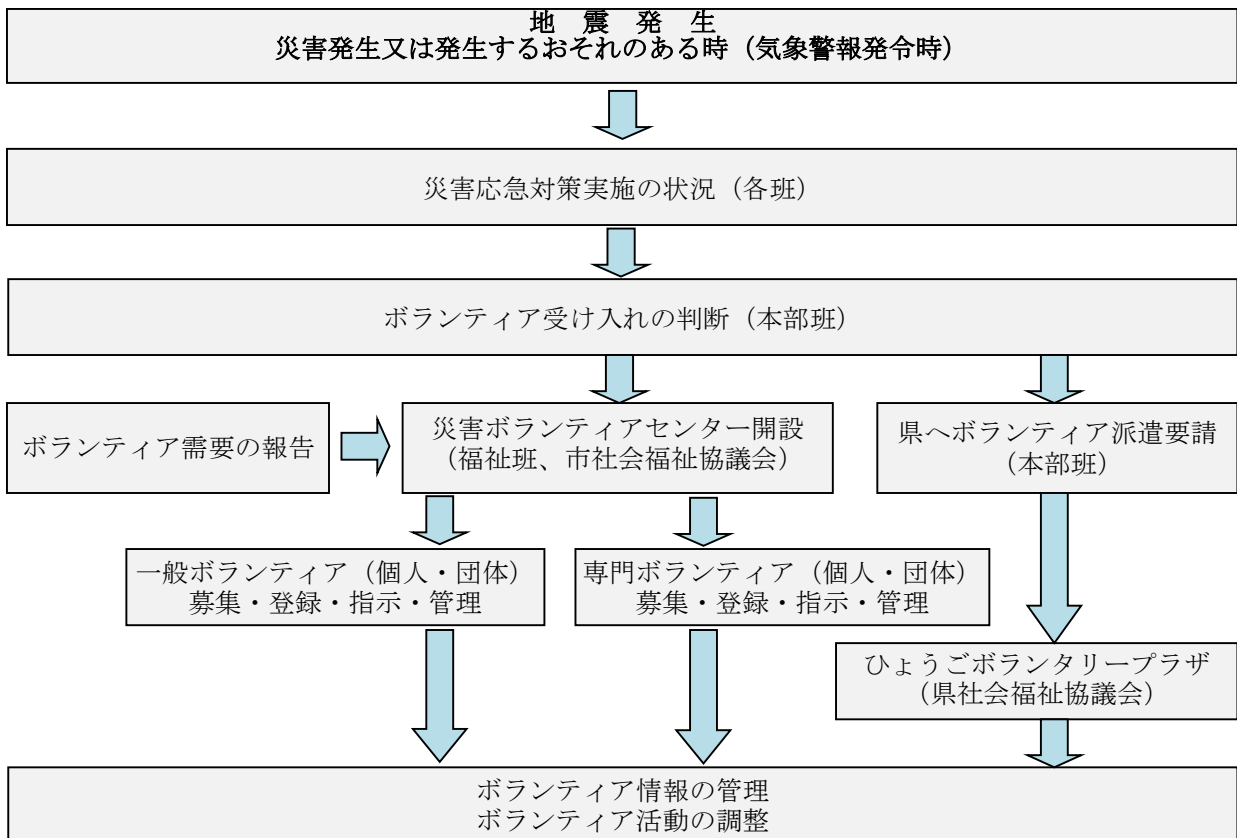 地　震　発　生
災害発生又は発生するおそれのある時（気象警報発令時）
災害応急対策実施の状況（各班）
ボランティア受け入れの判断（本部班）
ボランティア需要の報告
災害ボランティアセンター開設
（福祉班、市社会福祉協議会）
県へボランティア派遣要請
（本部班）
一般ボランティア（個人・団体）
募集・登録・指示・管理
専門ボランティア（個人・団体）
募集・登録・指示・管理
ひょうごボランタリープラザ
（県社会福祉協議会）
ボランティア情報の管理
ボランティア活動の調整